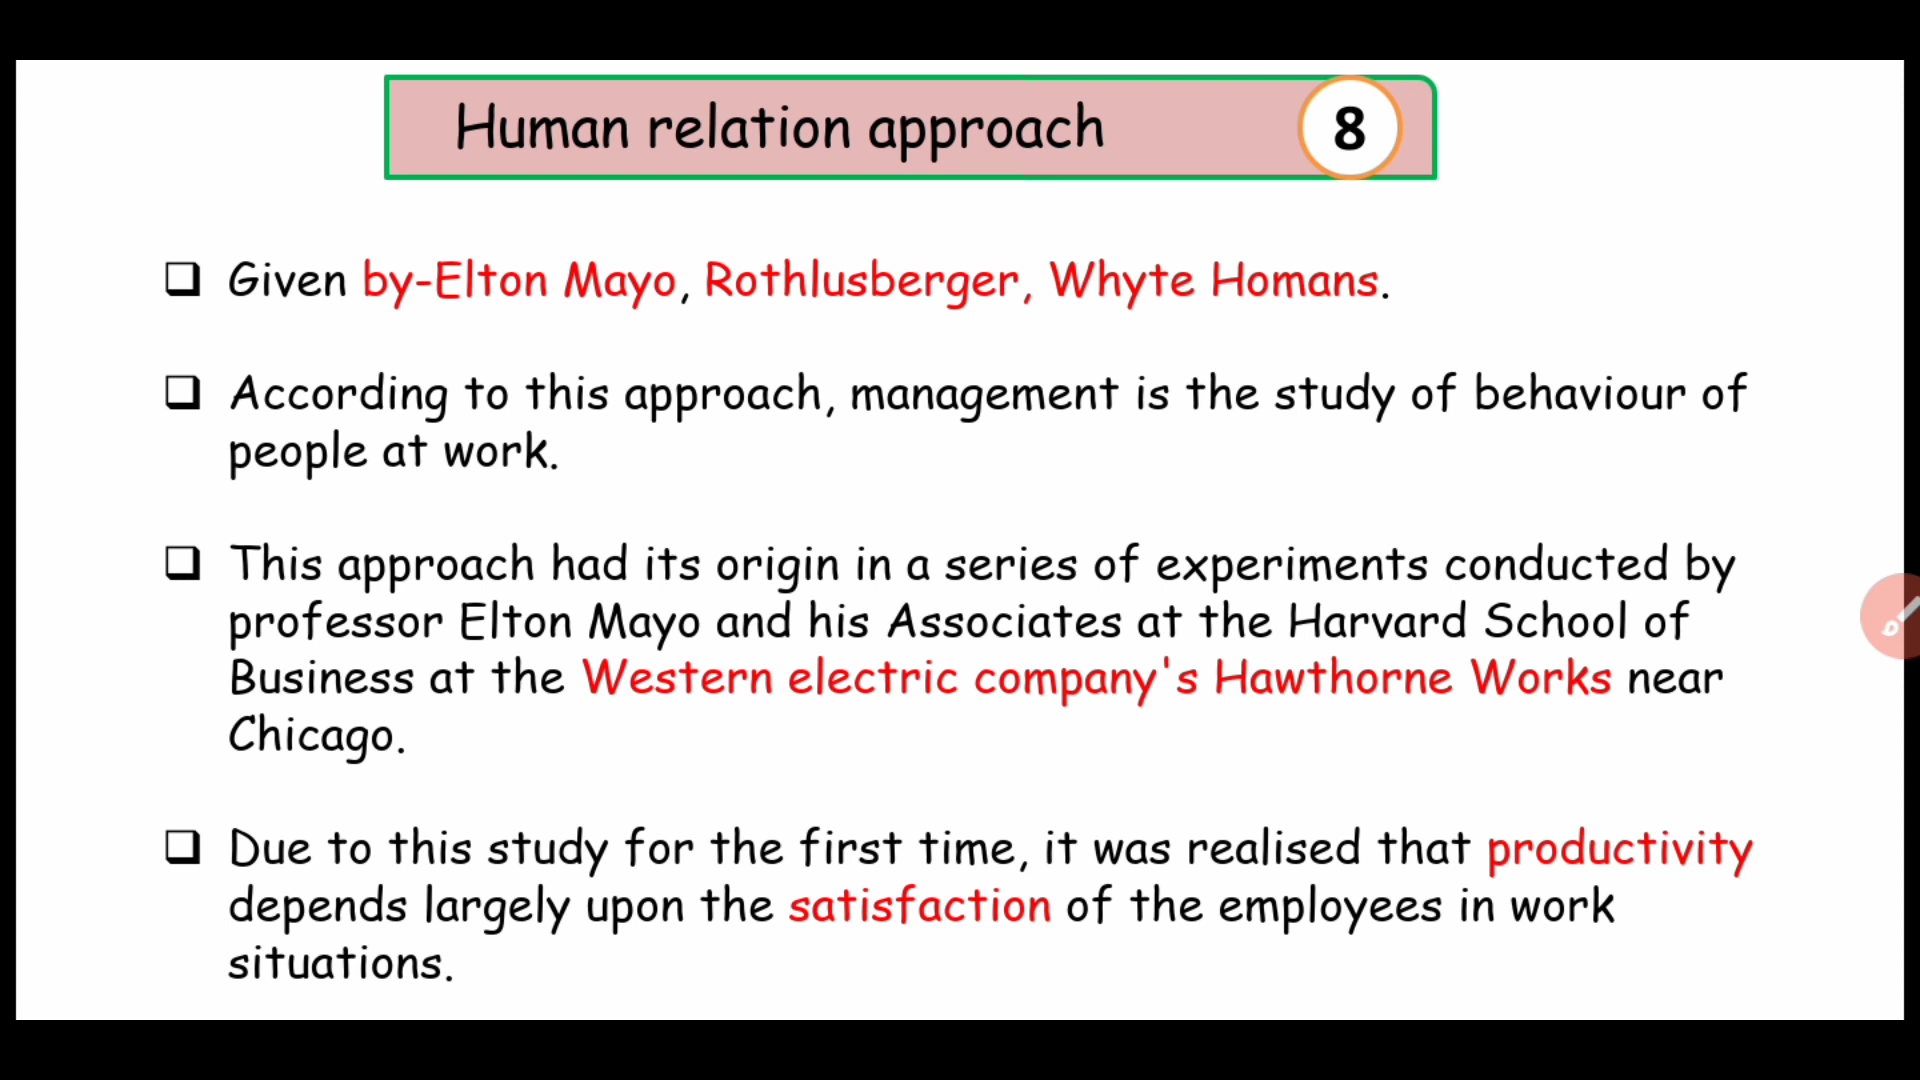 Human relation approach
8
❑ Given by-Elton Mayo, Rothlusberger, Whyte Homans.
❑ According to this approach, management is the study of behaviour of
people at work.
❑ This approach had its origin in a series of experiments conducted by
professor Elton Mayo and his Associates at the Harvard School of
Business at the Western electric company's Hawthorne Works near
Chicago.
❑ Due to this study for the first time, it was realised that productivity
depends largely upon the satisfaction of the employees in work
situations.